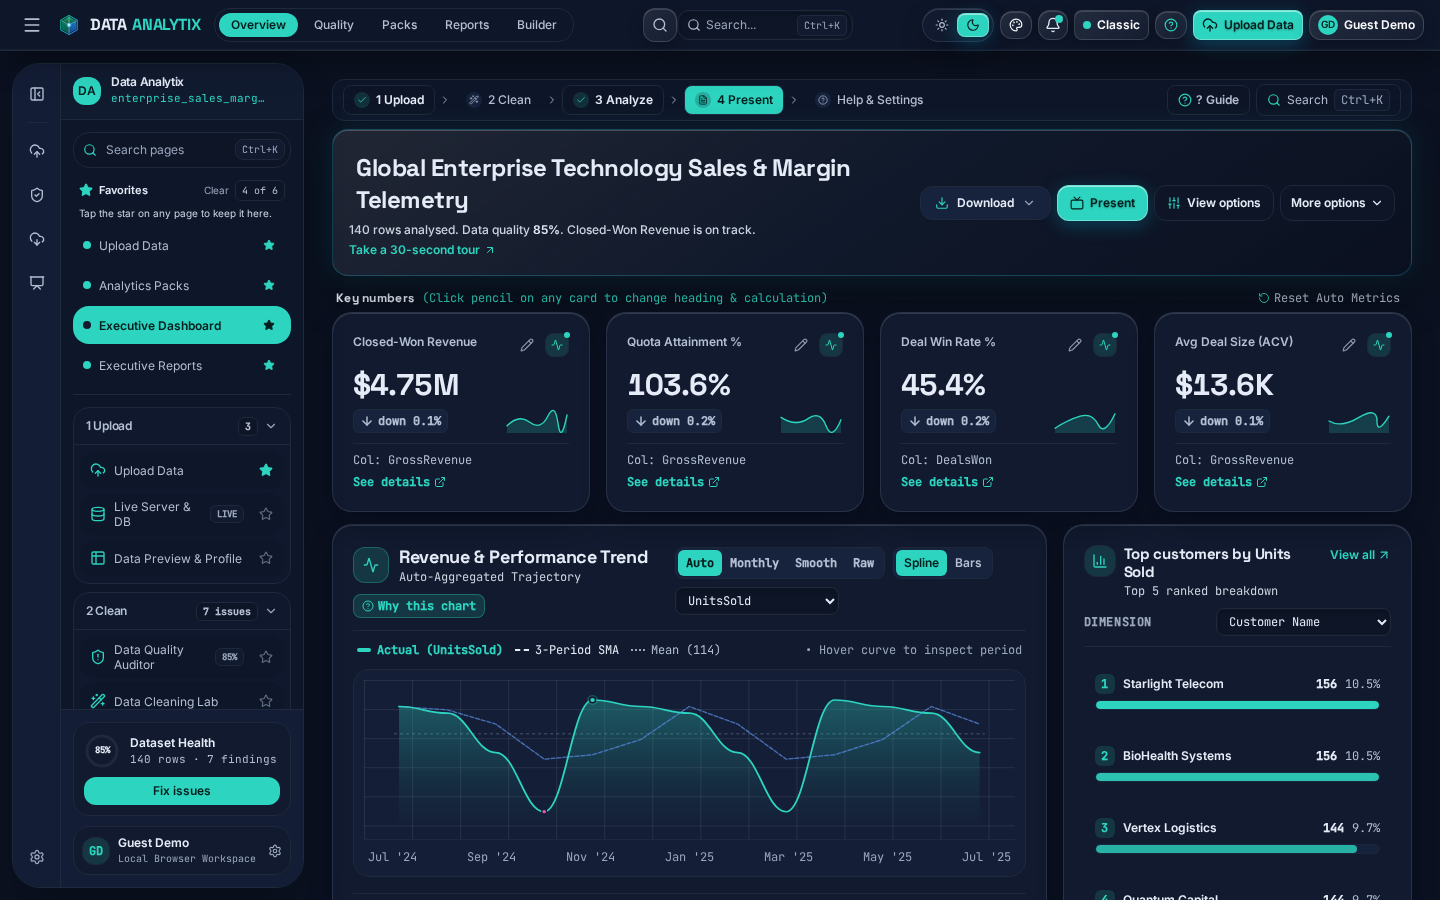 DATA ANALYTIX
Overview
Quality
Packs
Reports
Builder
Search...
Ctrl+K
Classic
Upload Data
GD
Guest Demo
DA
Data Analytix
enterprise_sales_marg…
Search pages
Ctrl+K
Favorites
Clear
4 of 6
Tap the star on any page to keep it here.
Upload Data
Analytics Packs
Executive Dashboard
Executive Reports
1 Upload
3
Upload Data
Live Server &
DB
LIVE
Data Preview & Profile
2 Clean
7 issues
Data Quality
Auditor
85%
Data Cleaning Lab
85%
Dataset Health
140 rows · 7 findings
Fix issues
GD
Guest Demo
Local Browser Workspace
1 Upload
2 Clean
3 Analyze
4 Present
Help & Settings
? Guide
Search
Ctrl+K
Global Enterprise Technology Sales & Margin
Telemetry
140 rows analysed. Data quality 85%. Closed-Won Revenue is on track.
Take a 30-second tour
Download
Present
View options
More options
Key numbers (Click pencil on any card to change heading & calculation)
Reset Auto Metrics
Closed-Won Revenue
$4.75M
↓ down 0.1%
Col: GrossRevenue
See details
Quota Attainment %
103.6%
↓ down 0.2%
Col: GrossRevenue
See details
Deal Win Rate %
45.4%
↓ down 0.2%
Col: DealsWon
See details
Avg Deal Size (ACV)
$13.6K
↓ down 0.1%
Col: GrossRevenue
See details
Revenue & Performance Trend
Auto-Aggregated Trajectory
Why this chart
Auto
Monthly
Smooth
Raw
Spline
Bars
UnitsSold
Actual (UnitsSold)
3-Period SMA
Mean (114)
• Hover curve to inspect period
Jul '24
Sep '24
Nov '24
Jan '25
Mar '25
May '25
Jul '25
Top customers by Units
Sold
View all
Top 5 ranked breakdown
DIMENSION
Customer Name
1 Starlight Telecom 156 10.5%
2 BioHealth Systems 156 10.5%
3 Vertex Logistics 144 9.7%
4 Quantum Capital 144 9.7%